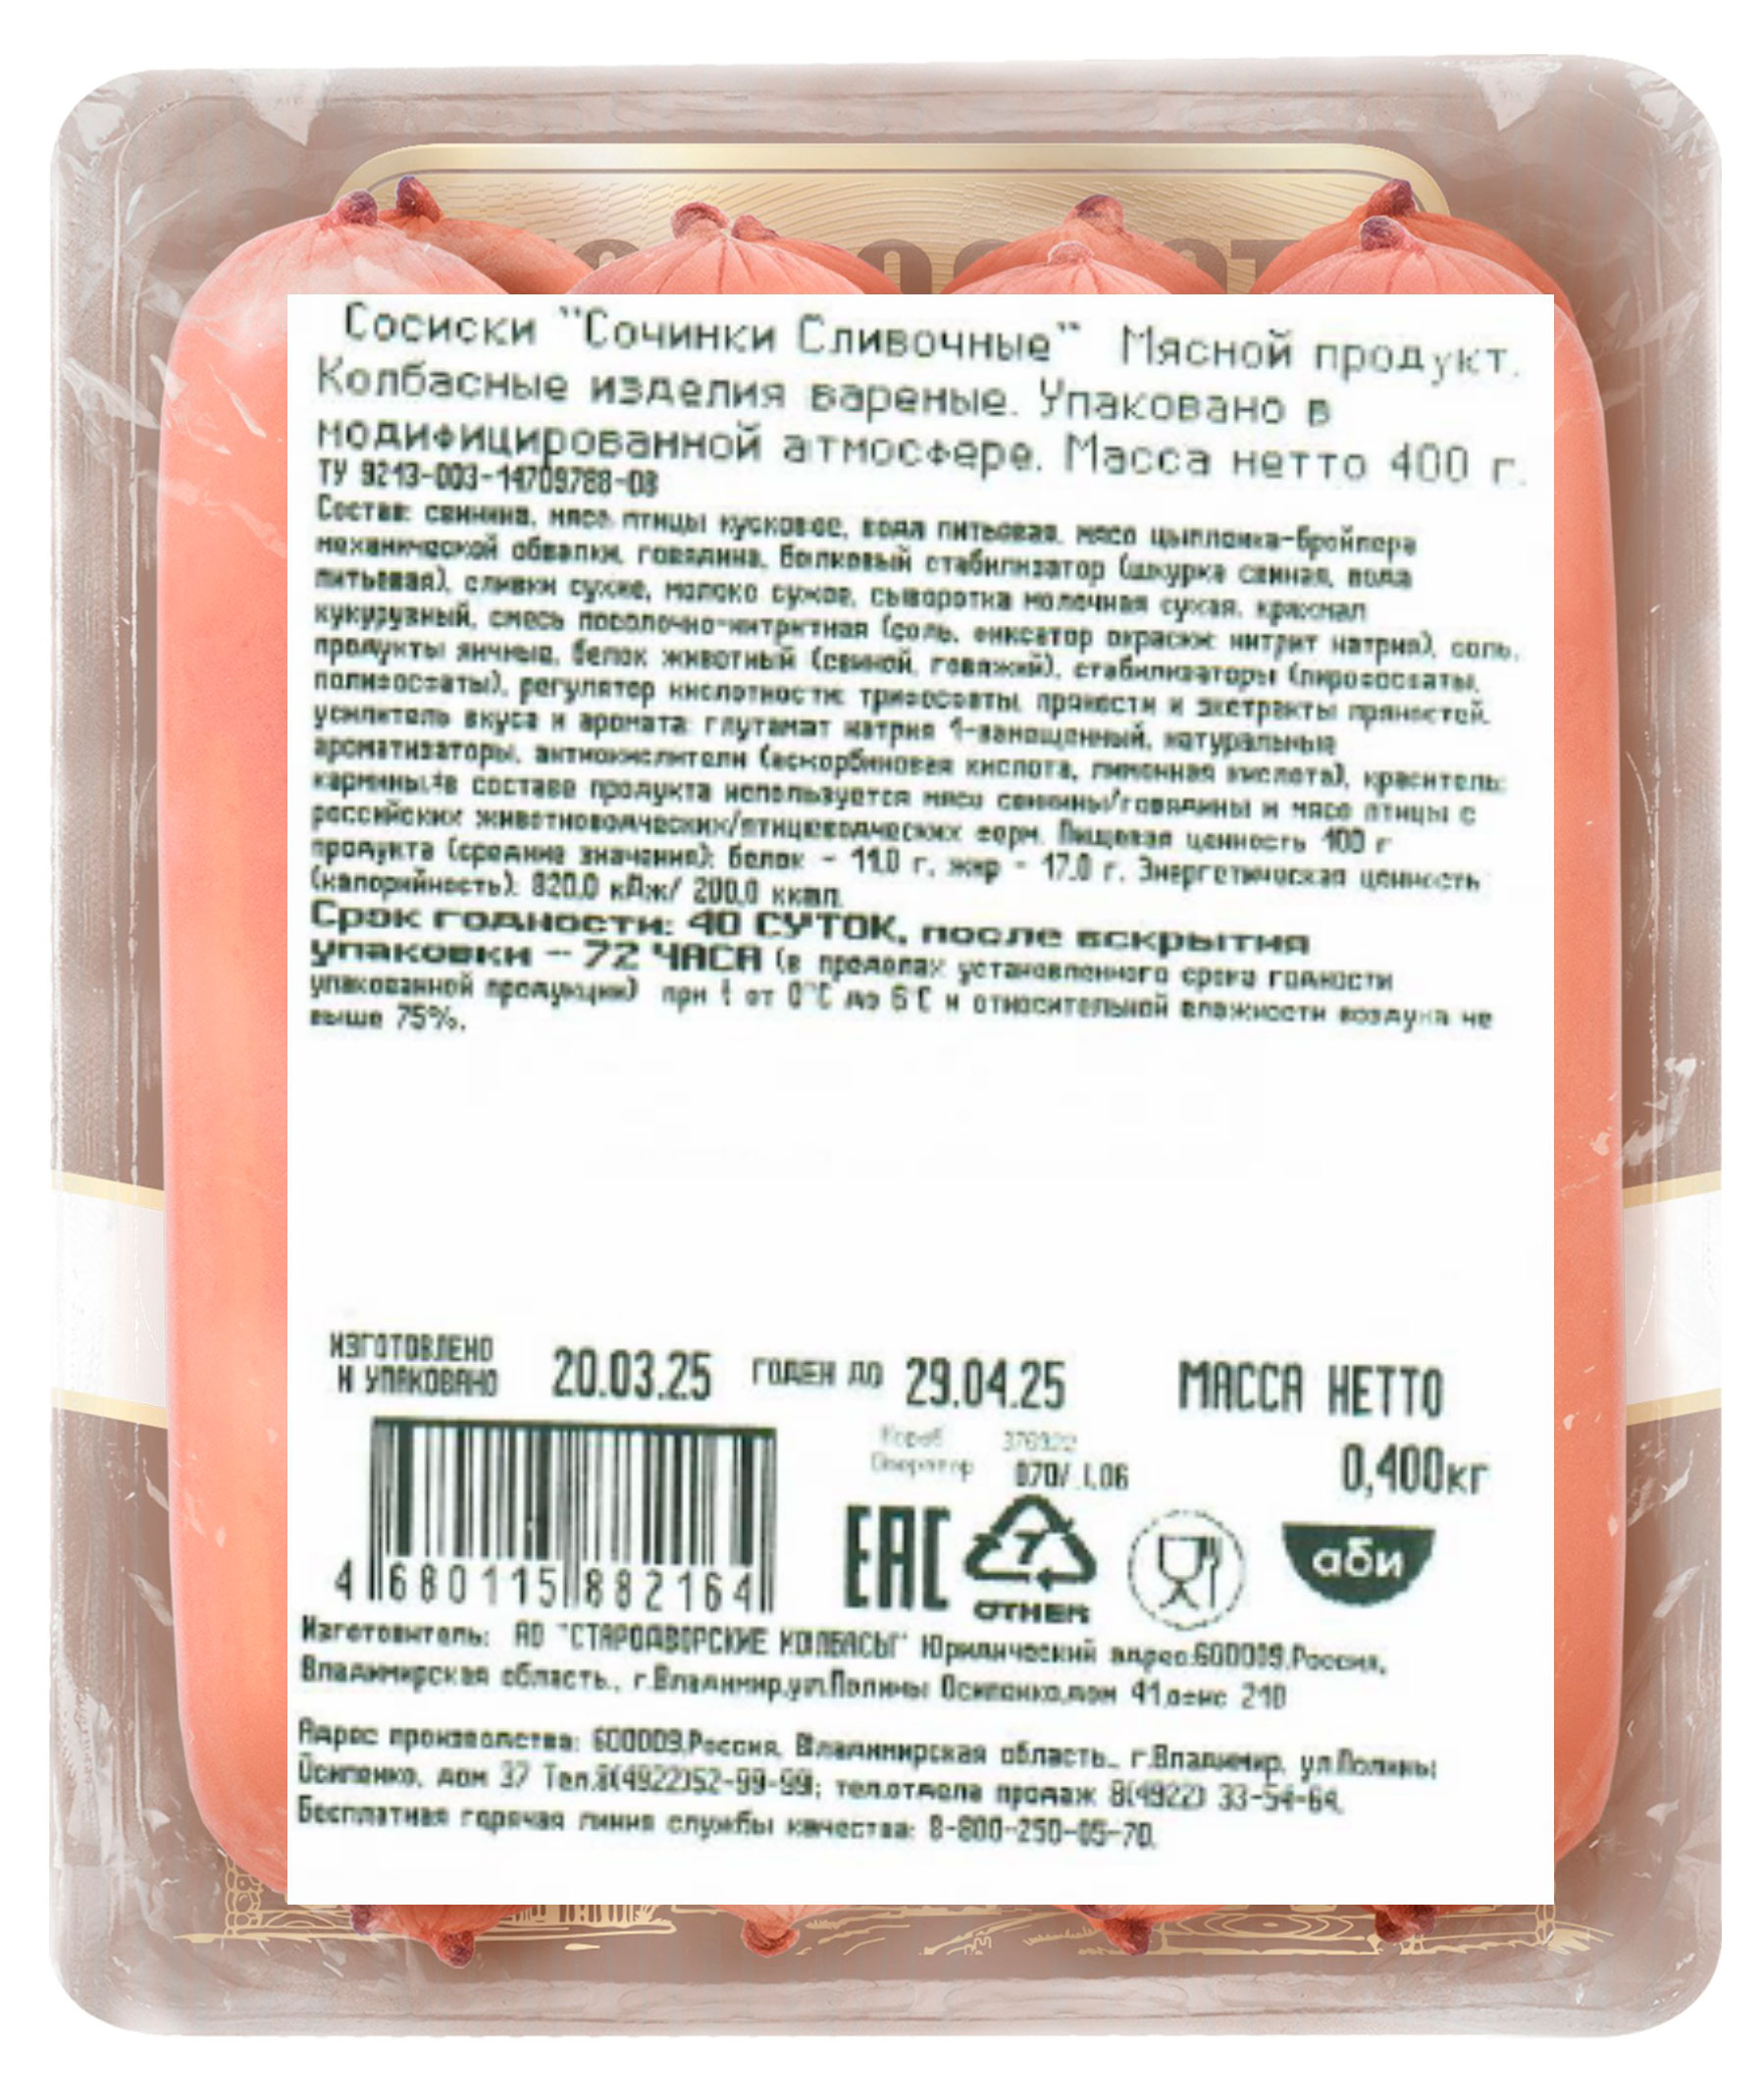 Сосиски "Сочинки Сливочные" Мясной продукт.
Колбасные изделия вареные. Упаковано в
модифицированной атмосфере. Масса нетто 400 г.
ТУ 9213-003-14709788-08
Состав: свинина, мясо птицы кусковое, вода питьевая, мясо цыпленка-бройлера
механической обвалки, говядина, белковый стабилизатор (шкурка свиная, вода
питьевая), сливки сухие, молоко сухое, сыворотка молочная сухая, крахмал
кукурузный, смесь посолочно-нитритная (соль, фиксатор окраски: нитрит натрия), соль,
продукты яичные, белок животный (свиной, говяжий), стабилизаторы (пирофосфаты,
полифосфаты), регулятор кислотности: трифосфаты, пряности и экстракты пряностей,
усилитель вкуса и аромата: глутамат натрия 1-замещенный, натуральные
ароматизаторы, антиокислители (аскорбиновая кислота, лимонная кислота), краситель:
кармины.*в составе продукта используется мясо свинины/говядины и мясо птицы с
российских животноводческих/птицеводческих ферм. Пищевая ценность 100 г
продукта (средние значения): белок - 11.0 г, жир - 17.0 г. Энергетическая ценность
(калорийность): 820,0 кДж/ 200,0 ккал.
Срок годности: 40 СУТОК, после вскрытия
упаковки – 72 ЧАСА (в пределах установленного срока годности
упакованной продукции) при t от 0°C до 6°C и относительной влажности воздуха не
выше 75%.
ИЗГОТОВЛЕНО
И УПАКОВАНО 20.03.25 ГОДЕН ДО 29.04.25 МАССА НЕТТО
Короб 376922
Оператор 0,400кг
4 680115 882164
EAC
7
OTHER
аби
Изготовитель: АО "СТАРОДВОРСКИЕ КОЛБАСЫ" Юридический адрес:600009,Россия,
Владимирская область., г.Владимир,ул.Полины Осипенко,дом 41,офис 210
Адрес производства: 600009,Россия, Владимирская область., г.Владимир, ул.Полины
Осипенко, дом 37 Тел.8(4922)52-99-99; тел.отдела продаж 8(4922) 33-54-64,
Бесплатная горячая линия службы качества: 8-800-250-05-70.